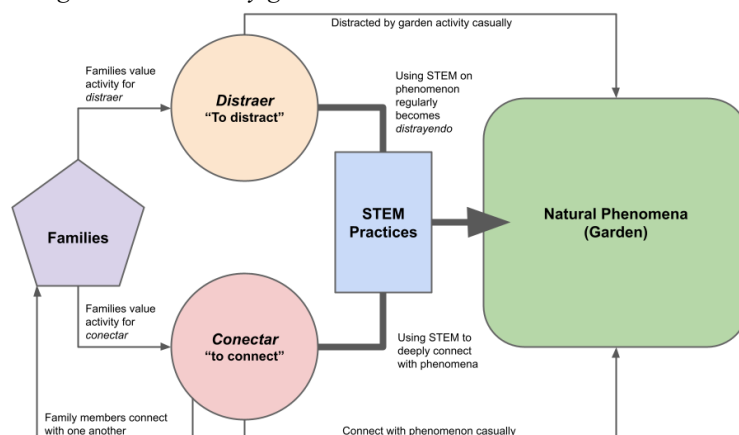 Distracted by garden activity casually
Families value
activity for
distraer
Distraer
“To distract”
Using STEM on
phenomenon
regularly
becomes
distrayendo
Families
STEM
Practices
Natural Phenomena
(Garden)
Families value
activity for
conectar
Conectar
“to connect”
Using STEM to
deeply connect
with phenomena
Family members connect
with one another
Connect with phenomenon casually